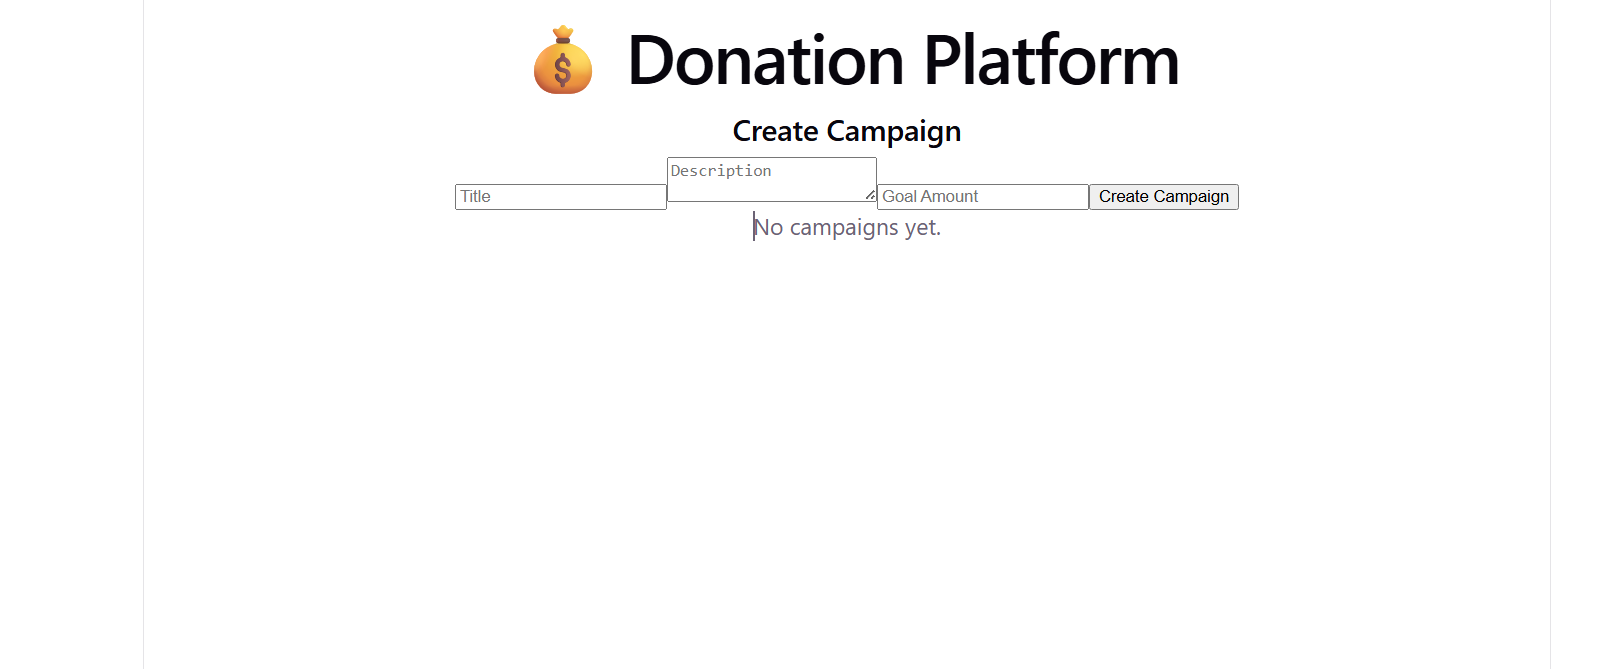 Donation Platform
Create Campaign
Title Description Goal Amount Create Campaign
No campaigns yet.